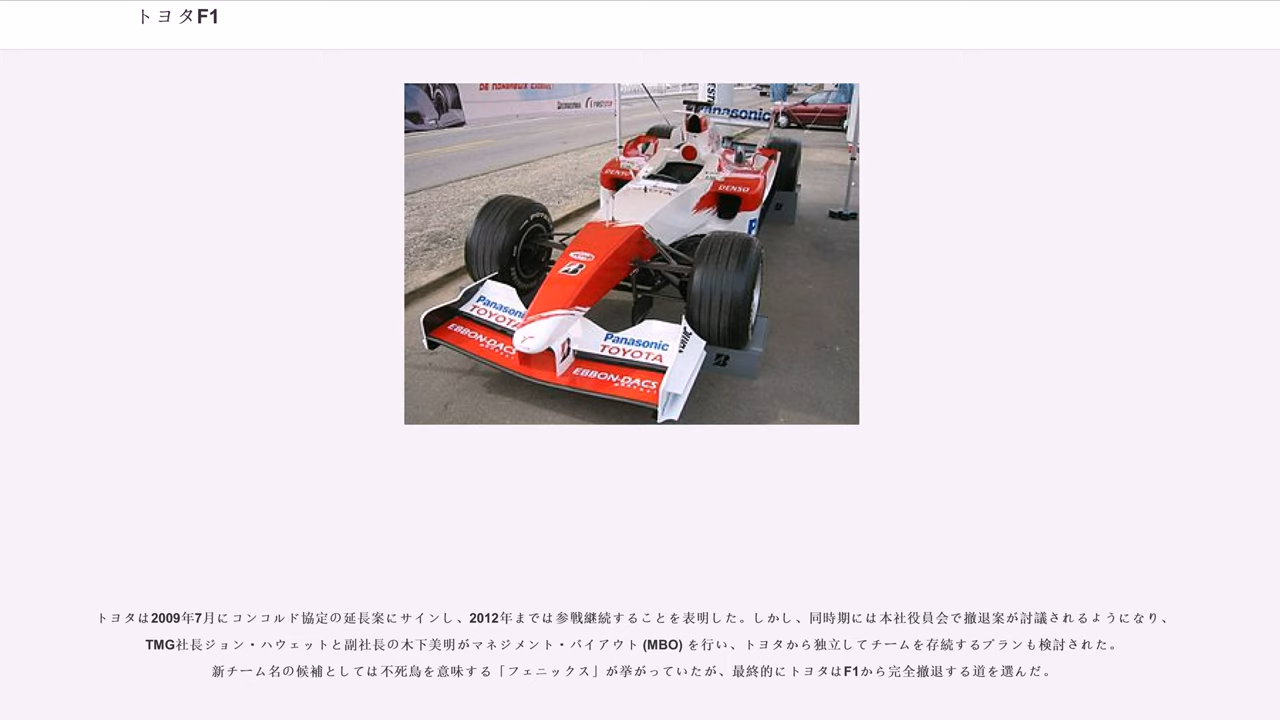 トヨタF1
Panasonic
DENSO
DENSO
Panasonic
TOYOTA
EBBON-DACS
Panasonic
TOYOTA
EBBON-DACS
トヨタは2009年7月にコンコルド協定の延長案にサインし、2012年までは参戦継続することを表明した。しかし、同時期には本社役員会で撤退案が討議されるようになり、
TMG社長ジョン・ハウェットと副社長の木下美明がマネジメント・バイアウト (MBO) を行い、トヨタから独立してチームを存続するプランも検討された。
新チーム名の候補としては不死鳥を意味する「フェニックス」が挙がっていたが、最終的にトヨタはF1から完全撤退する道を選んだ。